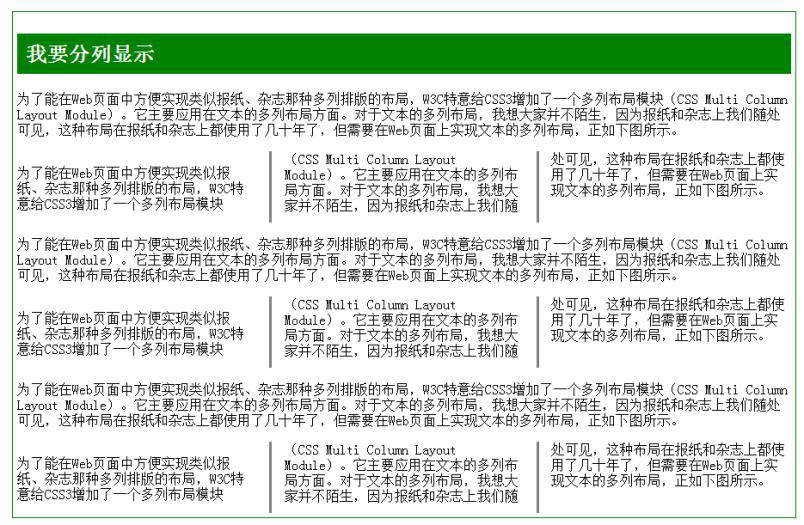 我要分列显示
为了能在Web页面中方便实现类似报纸、杂志那种多列排版的布局，W3C特意给CSS3增加了一个多列布局模块（CSS Multi Column
Layout Module）。它主要应用在文本的多列布局方面。对于文本的多列布局，我想大家并不陌生，因为报纸和杂志上我们随处
可见，这种布局在报纸和杂志上都使用了几十年了，但需要在Web页面上实现文本的多列布局，正如下图所示。
为了能在Web页面中方便实现类似报
纸、杂志那种多列排版的布局，W3C特
意给CSS3增加了一个多列布局模块
（CSS Multi Column Layout
Module）。它主要应用在文本的多列布
局方面。对于文本的多列布局，我想大
家并不陌生，因为报纸和杂志上我们随
处可见，这种布局在报纸和杂志上都使
用了几十年了，但需要在Web页面上实
现文本的多列布局，正如下图所示。
为了能在Web页面中方便实现类似报纸、杂志那种多列排版的布局，W3C特意给CSS3增加了一个多列布局模块（CSS Multi Column
Layout Module）。它主要应用在文本的多列布局方面。对于文本的多列布局，我想大家并不陌生，因为报纸和杂志上我们随处
可见，这种布局在报纸和杂志上都使用了几十年了，但需要在Web页面上实现文本的多列布局，正如下图所示。
为了能在Web页面中方便实现类似报
纸、杂志那种多列排版的布局，W3C特
意给CSS3增加了一个多列布局模块
（CSS Multi Column Layout
Module）。它主要应用在文本的多列布
局方面。对于文本的多列布局，我想大
家并不陌生，因为报纸和杂志上我们随
处可见，这种布局在报纸和杂志上都使
用了几十年了，但需要在Web页面上实
现文本的多列布局，正如下图所示。
为了能在Web页面中方便实现类似报纸、杂志那种多列排版的布局，W3C特意给CSS3增加了一个多列布局模块（CSS Multi Column
Layout Module）。它主要应用在文本的多列布局方面。对于文本的多列布局，我想大家并不陌生，因为报纸和杂志上我们随处
可见，这种布局在报纸和杂志上都使用了几十年了，但需要在Web页面上实现文本的多列布局，正如下图所示。
为了能在Web页面中方便实现类似报
纸、杂志那种多列排版的布局，W3C特
意给CSS3增加了一个多列布局模块
（CSS Multi Column Layout
Module）。它主要应用在文本的多列布
局方面。对于文本的多列布局，我想大
家并不陌生，因为报纸和杂志上我们随
处可见，这种布局在报纸和杂志上都使
用了几十年了，但需要在Web页面上实
现文本的多列布局，正如下图所示。